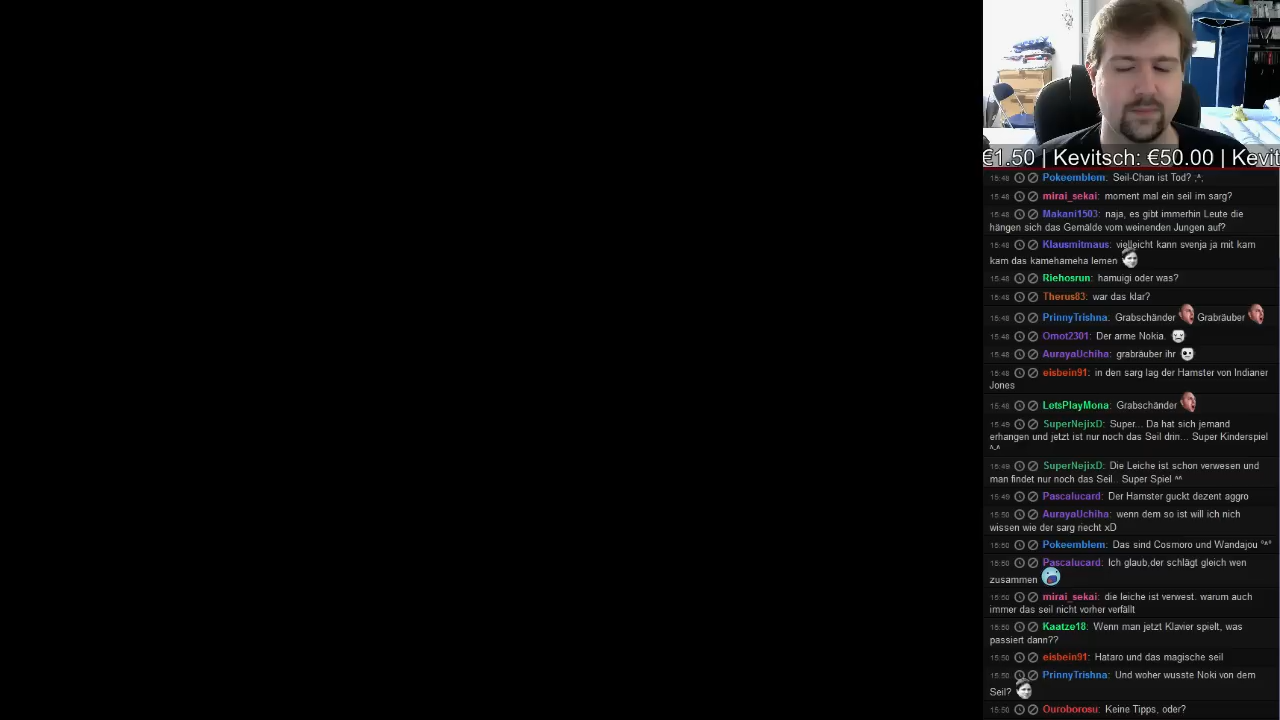 €1.50 | Kevitsch: €50.00 | Kevit
15:48 Pokeemblem: Seil-Chan ist Tod? ;^;
15:48 mirai_sekai: moment mal ein seil im sarg?
15:48 Makani1503: naja, es gibt immerhin Leute die
hängen sich das Gemälde vom weinenden Jungen auf?
15:48 Klausmitmaus: vielleicht kann svenja ja mit kam
kam das kamehameha lernen
15:48 Riehosrun: hamuigi oder was?
15:48 Therus83: war das klar?
15:48 PrinnyTrishna: Grabschänder Grabräuber
15:48 Omot2301: Der arme Nokia.
15:48 AurayaUchiha: grabräuber ihr
15:48 eisbein91: in den sarg lag der Hamster von Indianer
Jones
15:48 LetsPlayMona: Grabschänder
15:49 SuperNejixD: Super... Da hat sich jemand
erhangen und jetzt ist nur noch das Seil drin... Super Kinderspiel
^-^
15:49 SuperNejixD: Die Leiche ist schon verwesen und
man findet nur noch das Seil.. Super Spiel ^^
15:49 Pascalucard: Der Hamster guckt dezent aggro
15:50 AurayaUchiha: wenn dem so ist will ich nich
wissen wie der sarg riecht xD
15:50 Pokeemblem: Das sind Cosmoro und Wandajou °^°
15:50 Pascalucard: Ich glaub,der schlägt gleich wen
zusammen
15:50 mirai_sekai: die leiche ist verwest. warum auch
immer das seil nicht vorher verfällt
15:50 Kaatze18: Wenn man jetzt Klavier spielt, was
passiert dann??
15:50 eisbein91: Hataro und das magische seil
15:50 PrinnyTrishna: Und woher wusste Noki von dem
Seil?
15:50 Ouroborosu: Keine Tipps, oder?